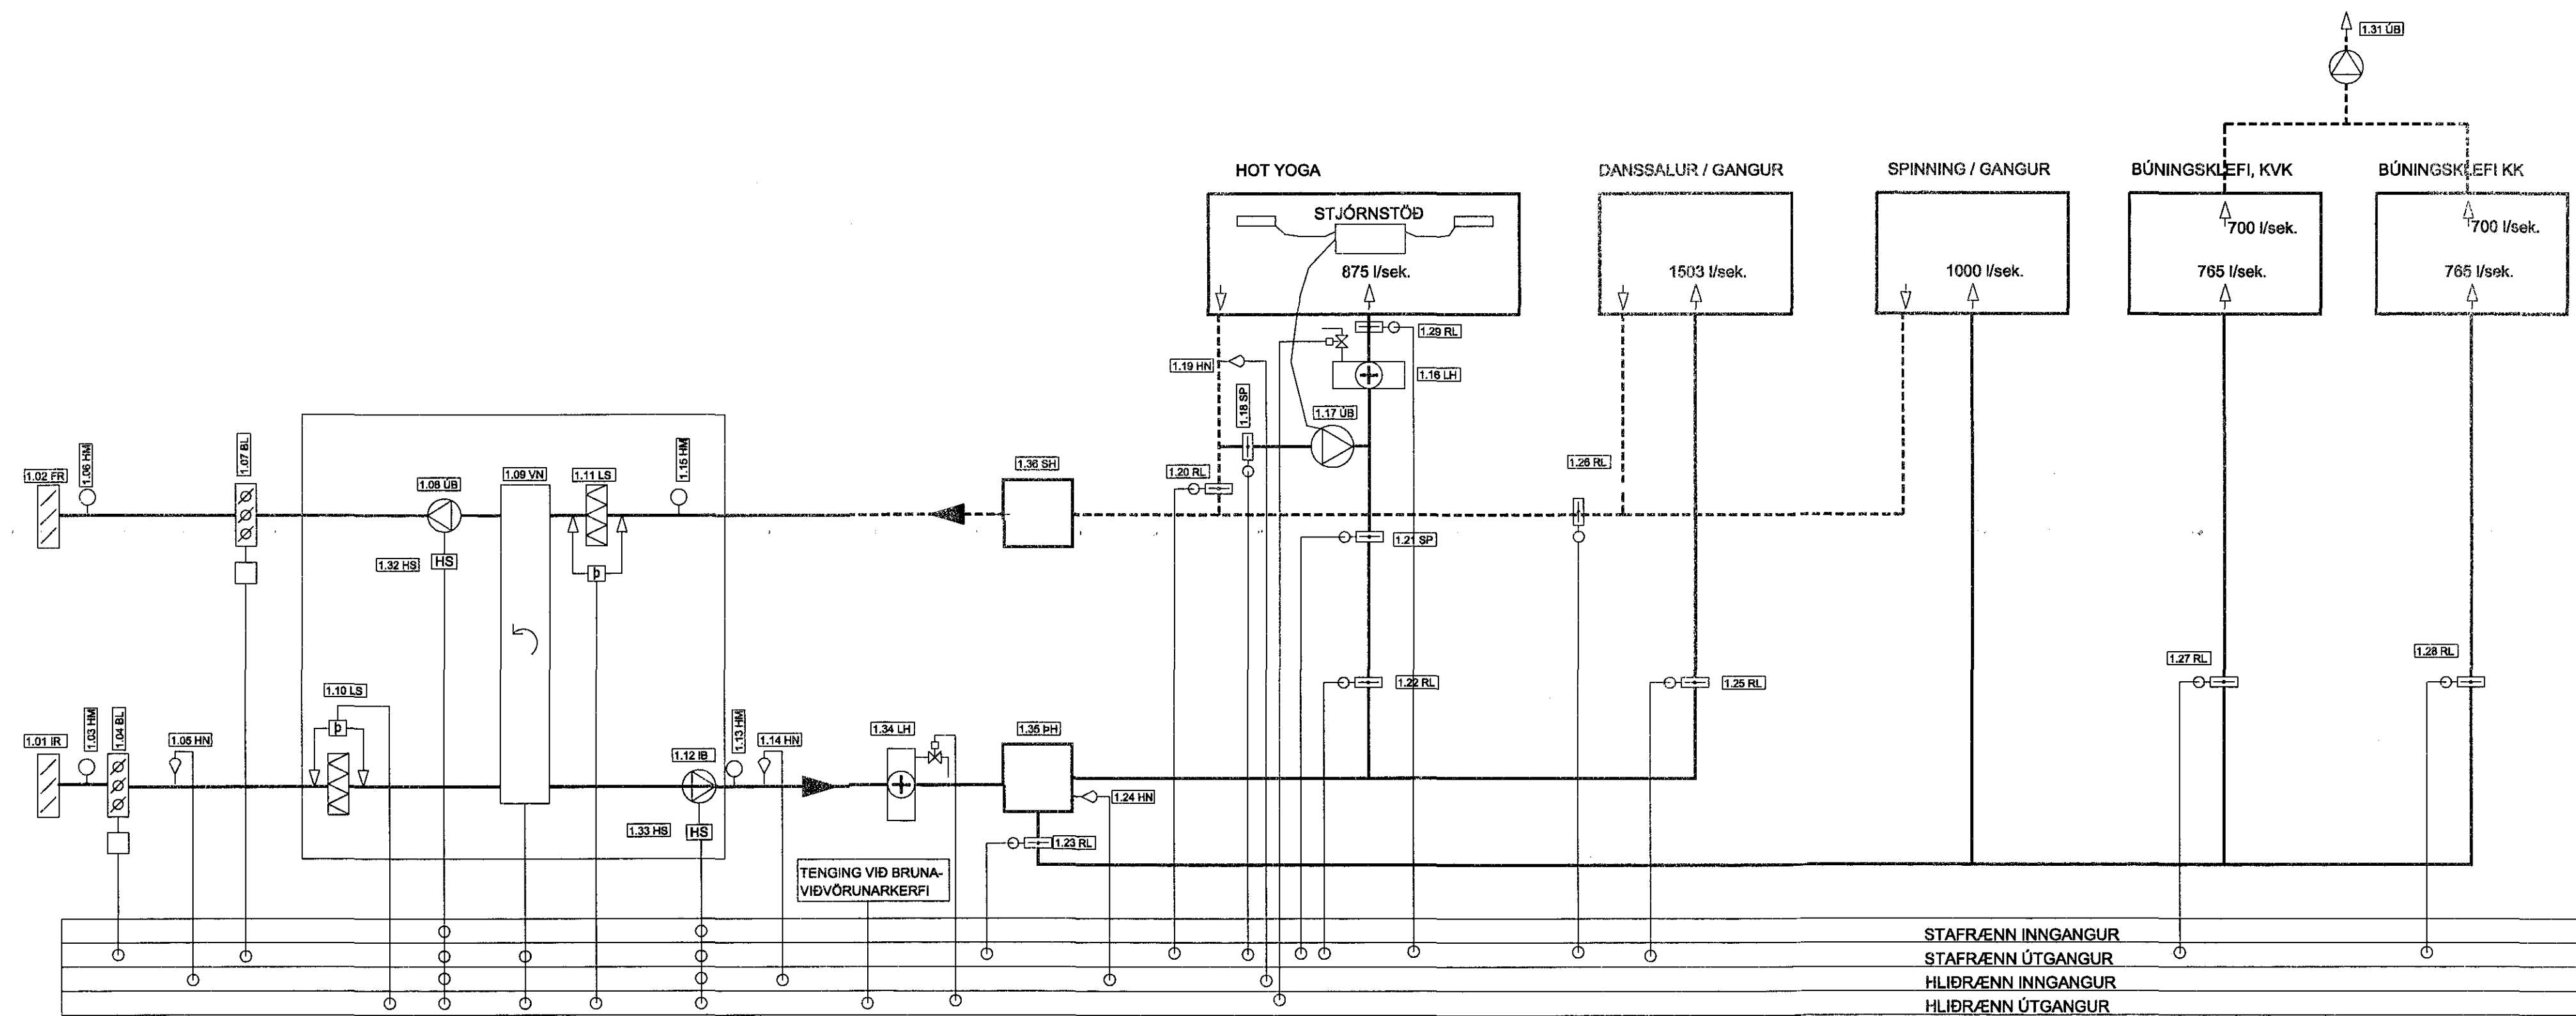 1.31 ÚB
HOT YOGA
DANSSALUR / GANGUR
SPINNING / GANGUR
BÚNINGSKLEFI, KVK
BÚNINGSKLEFI KK
STJÓRNSTÖÐ
700 l/sek.
700 l/sek.
875 l/sek.
1503 l/sek.
1000 l/sek.
765 l/sek.
765 l/sek.
1.29 RL
1.19 HN
1.16 LH
1.18 SP
1.17 ÚB
1.02 FR
1.06 HM
1.07 BL
1.08 ÚB
1.09 VN
1.11 LS
1.15 HM
1.36 SH
1.20 RL
1.26 RL
1.21 SP
1.32 HS
HS
þ
1.27 RL
1.28 RL
1.22 RL
1.25 RL
1.10 LS
þ
1.01 IR
1.03 HM
1.04 BL
1.05 HN
1.12 IB
1.13 HM
1.14 HN
1.34 LH
1.35 ÞH
1.24 HN
1.33 HS
HS
1.23 RL
TENGING VIÐ BRUNA-
VIÐVÖRUNARKERFI
STAFRÆNN INNGANGUR
STAFRÆNN ÚTGANGUR
HLIÐRÆNN INNGANGUR
HLIÐRÆNN ÚTGANGUR